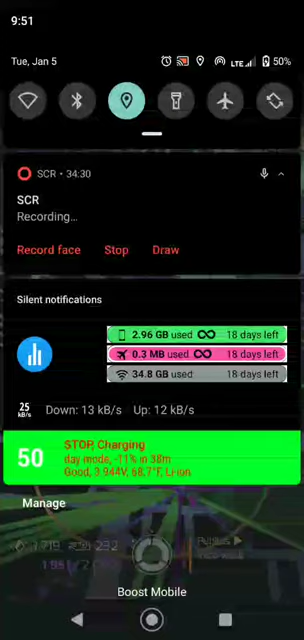 9:51
Tue, Jan 5
LTE
50%
SCR • 34:30
SCR
Recording...
Record face
Stop
Draw
Silent notifications
2.96 GB used ∞ 18 days left
0.3 MB used ∞ 18 days left
34.8 GB used 18 days left
25 kB/s
Down: 13 kB/s Up: 12 kB/s
50
STOP, Charging
day mode, -11% in 38m
Good, 3,944V, 68,7°F, Li-ion
Manage
Boost Mobile